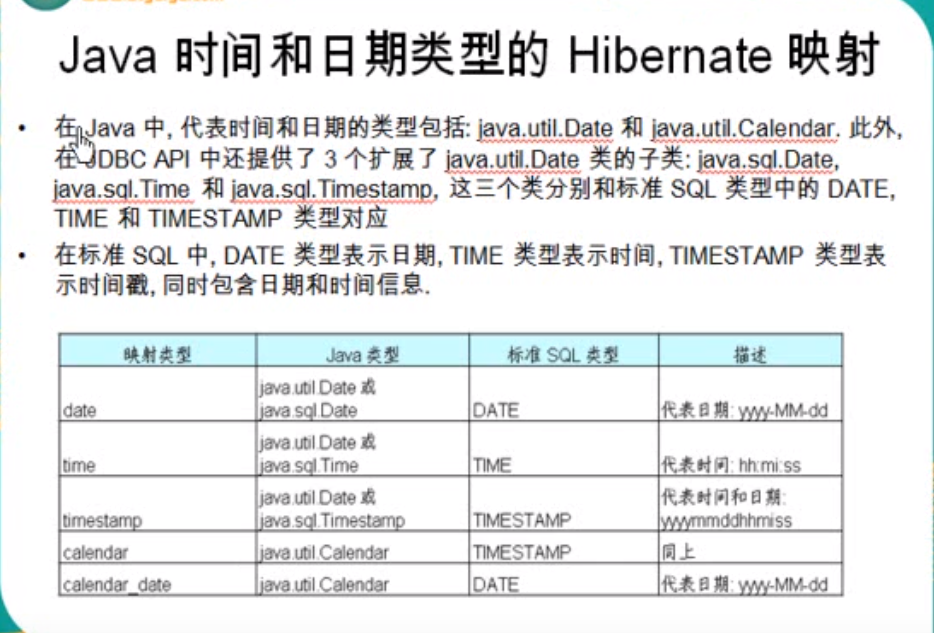 Java 时间和日期类型的 Hibernate 映射
• 在 Java 中, 代表时间和日期的类型包括: java.util.Date 和 java.util.Calendar. 此外,
在 JDBC API 中还提供了 3 个扩展了 java.util.Date 类的子类: java.sql.Date,
java.sql.Time 和 java.sql.Timestamp, 这三个类分别和标准 SQL 类型中的 DATE,
TIME 和 TIMESTAMP 类型对应
• 在标准 SQL 中, DATE 类型表示日期, TIME 类型表示时间, TIMESTAMP 类型表
示时间戳, 同时包含日期和时间信息.
映射类型 Java 类型 标准 SQL 类型 描述
java.util.Date 或
date java.sql.Date DATE 代表日期: yyyy-MM-dd
java.util.Date 或
time java.sql.Time TIME 代表时间: hh:mi:ss
java.util.Date 或 代表时间和日期:
timestamp java.sql.Timestamp TIMESTAMP yyyymmddhhmiss
calendar java.util.Calendar TIMESTAMP 同上
calendar_date java.util.Calendar DATE 代表日期: yyyy-MM-dd